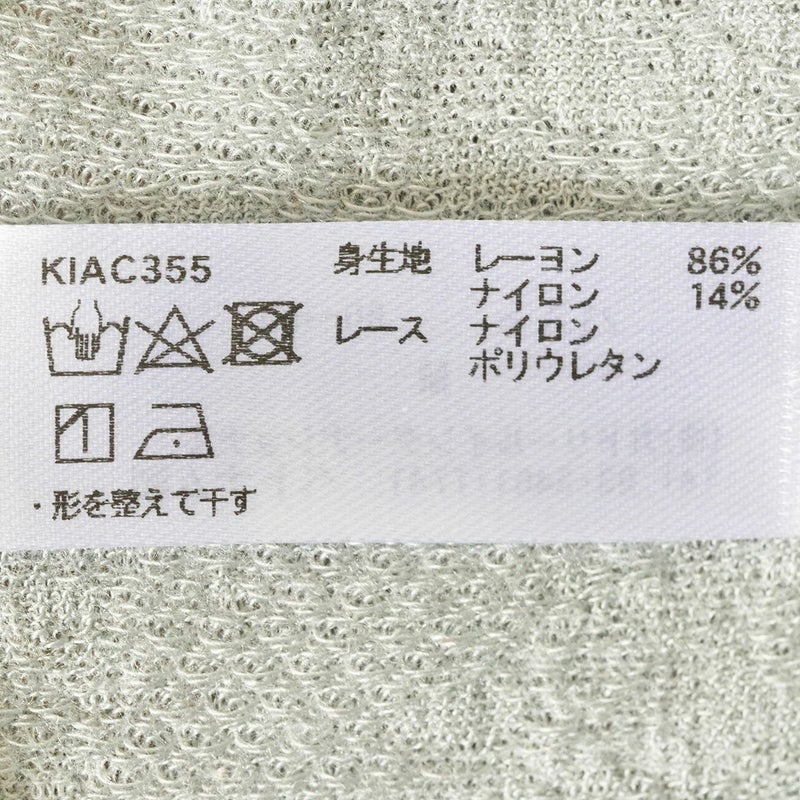 KIAC355
身生地 レーヨン 86%
ナイロン 14%
レース ナイロン
ポリウレタン
・形を整えて干す